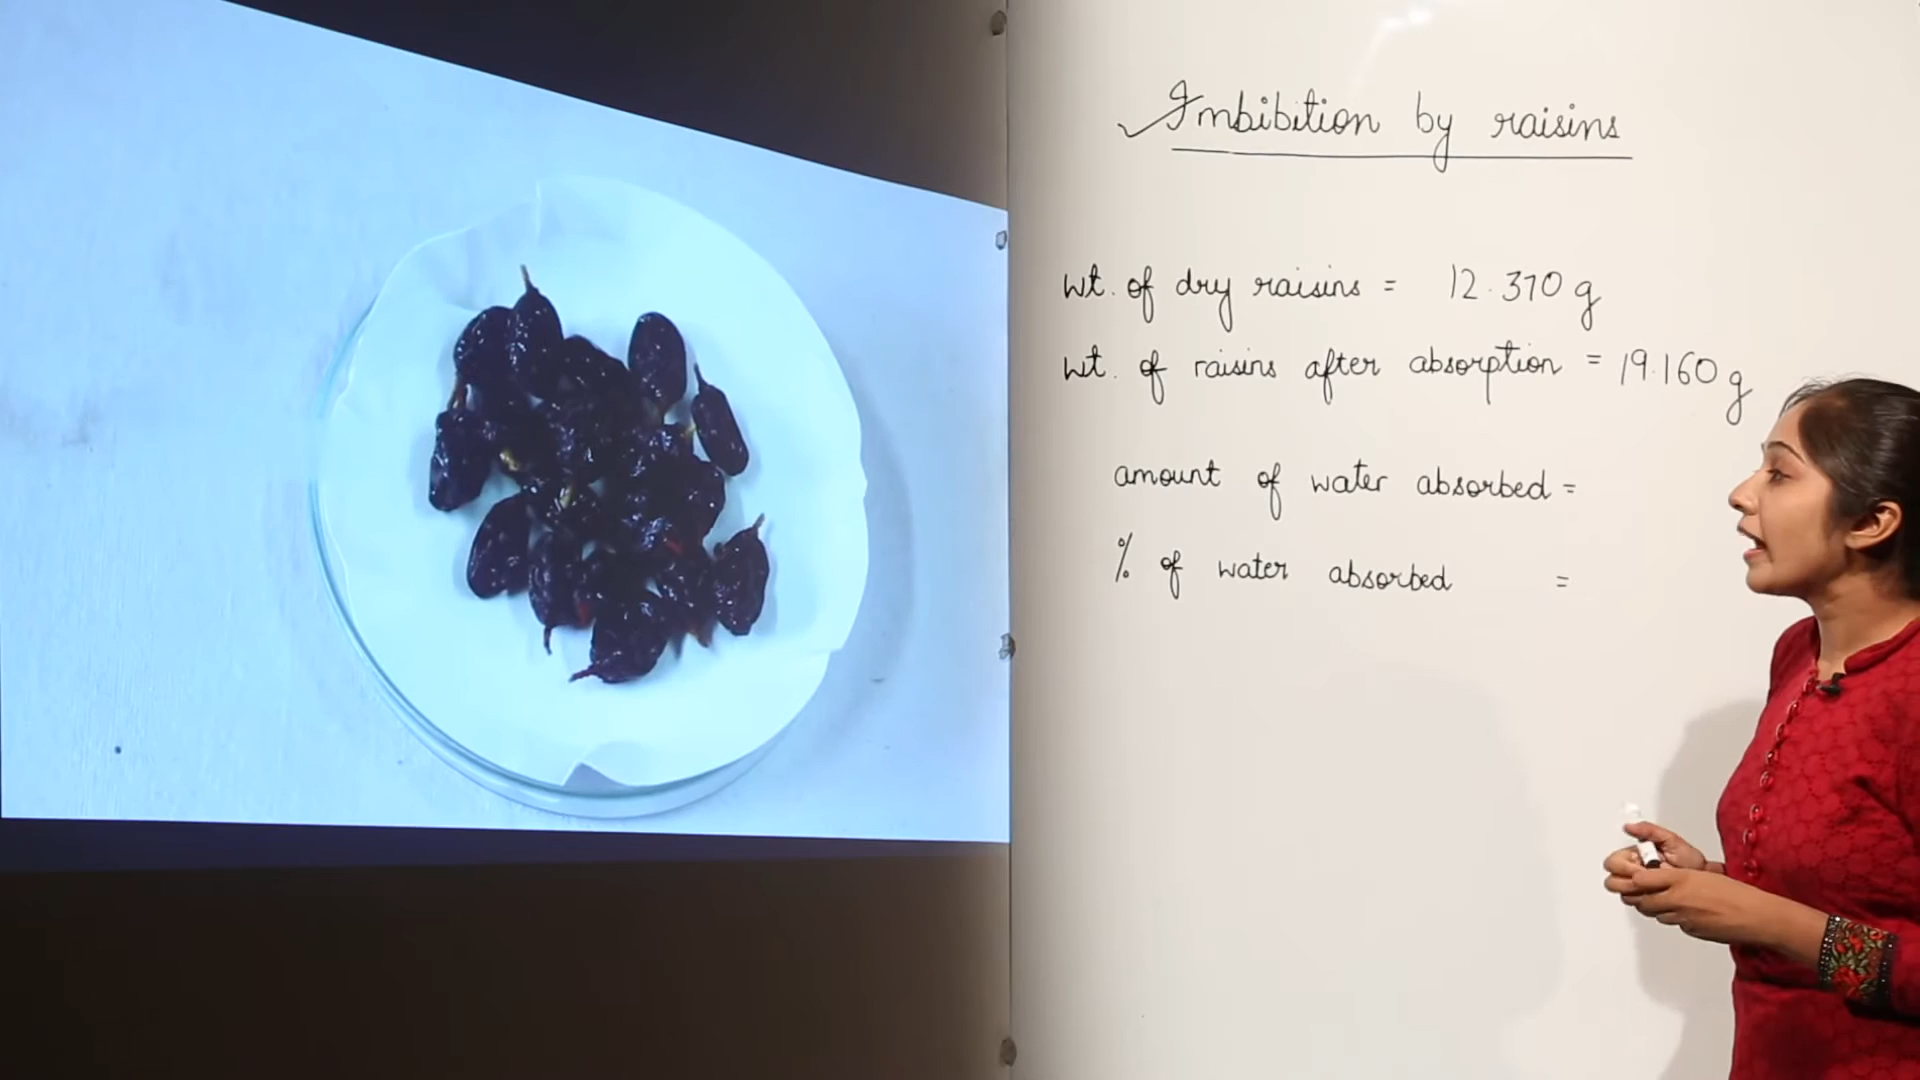 ✓ Imbibition by raisins
wt. of dry raisins = 12.370 g
wt. of raisins after absorption = 19.160 g
amount of water absorbed =
% of water absorbed =